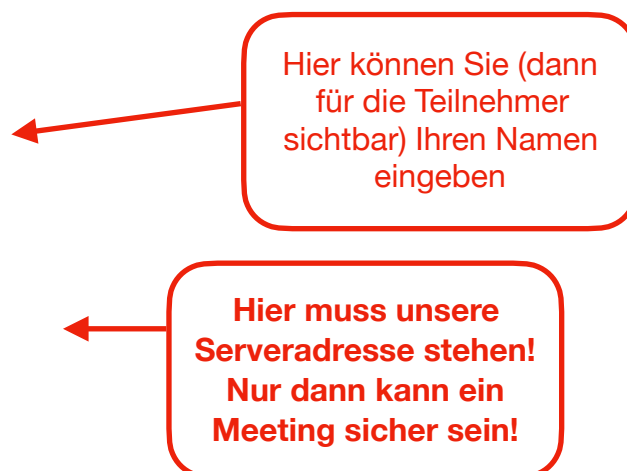 Hier können Sie (dann
für die Teilnehmer
sichtbar) Ihren Namen
eingeben
Hier muss unsere
Serveradresse stehen!
Nur dann kann ein
Meeting sicher sein!